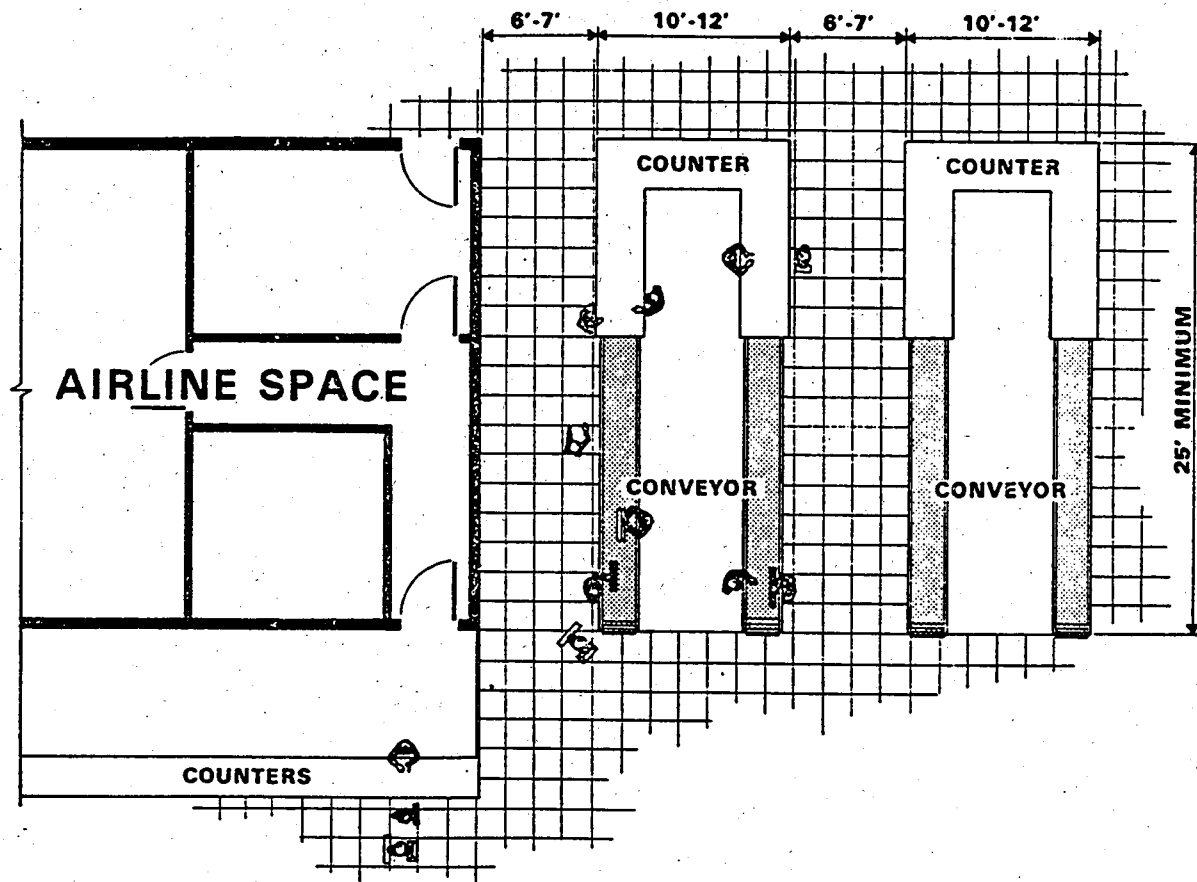 6'-7' 10'-12' 6'-7' 10'-12'
COUNTER COUNTER
AIRLINE SPACE
25' MINIMUM
CONVEYOR CONVEYOR
COUNTERS